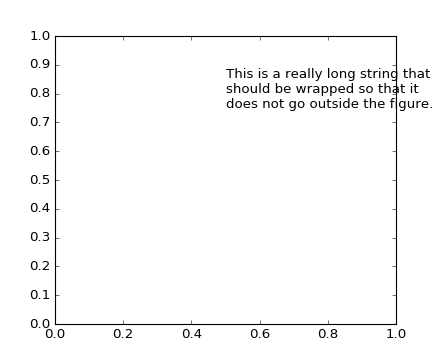 1.0
0.9
0.8
0.7
0.6
0.5
0.4
0.3
0.2
0.1
0.0
This is a really long string that
should be wrapped so that it
does not go outside the figure.
0.0 0.2 0.4 0.6 0.8 1.0